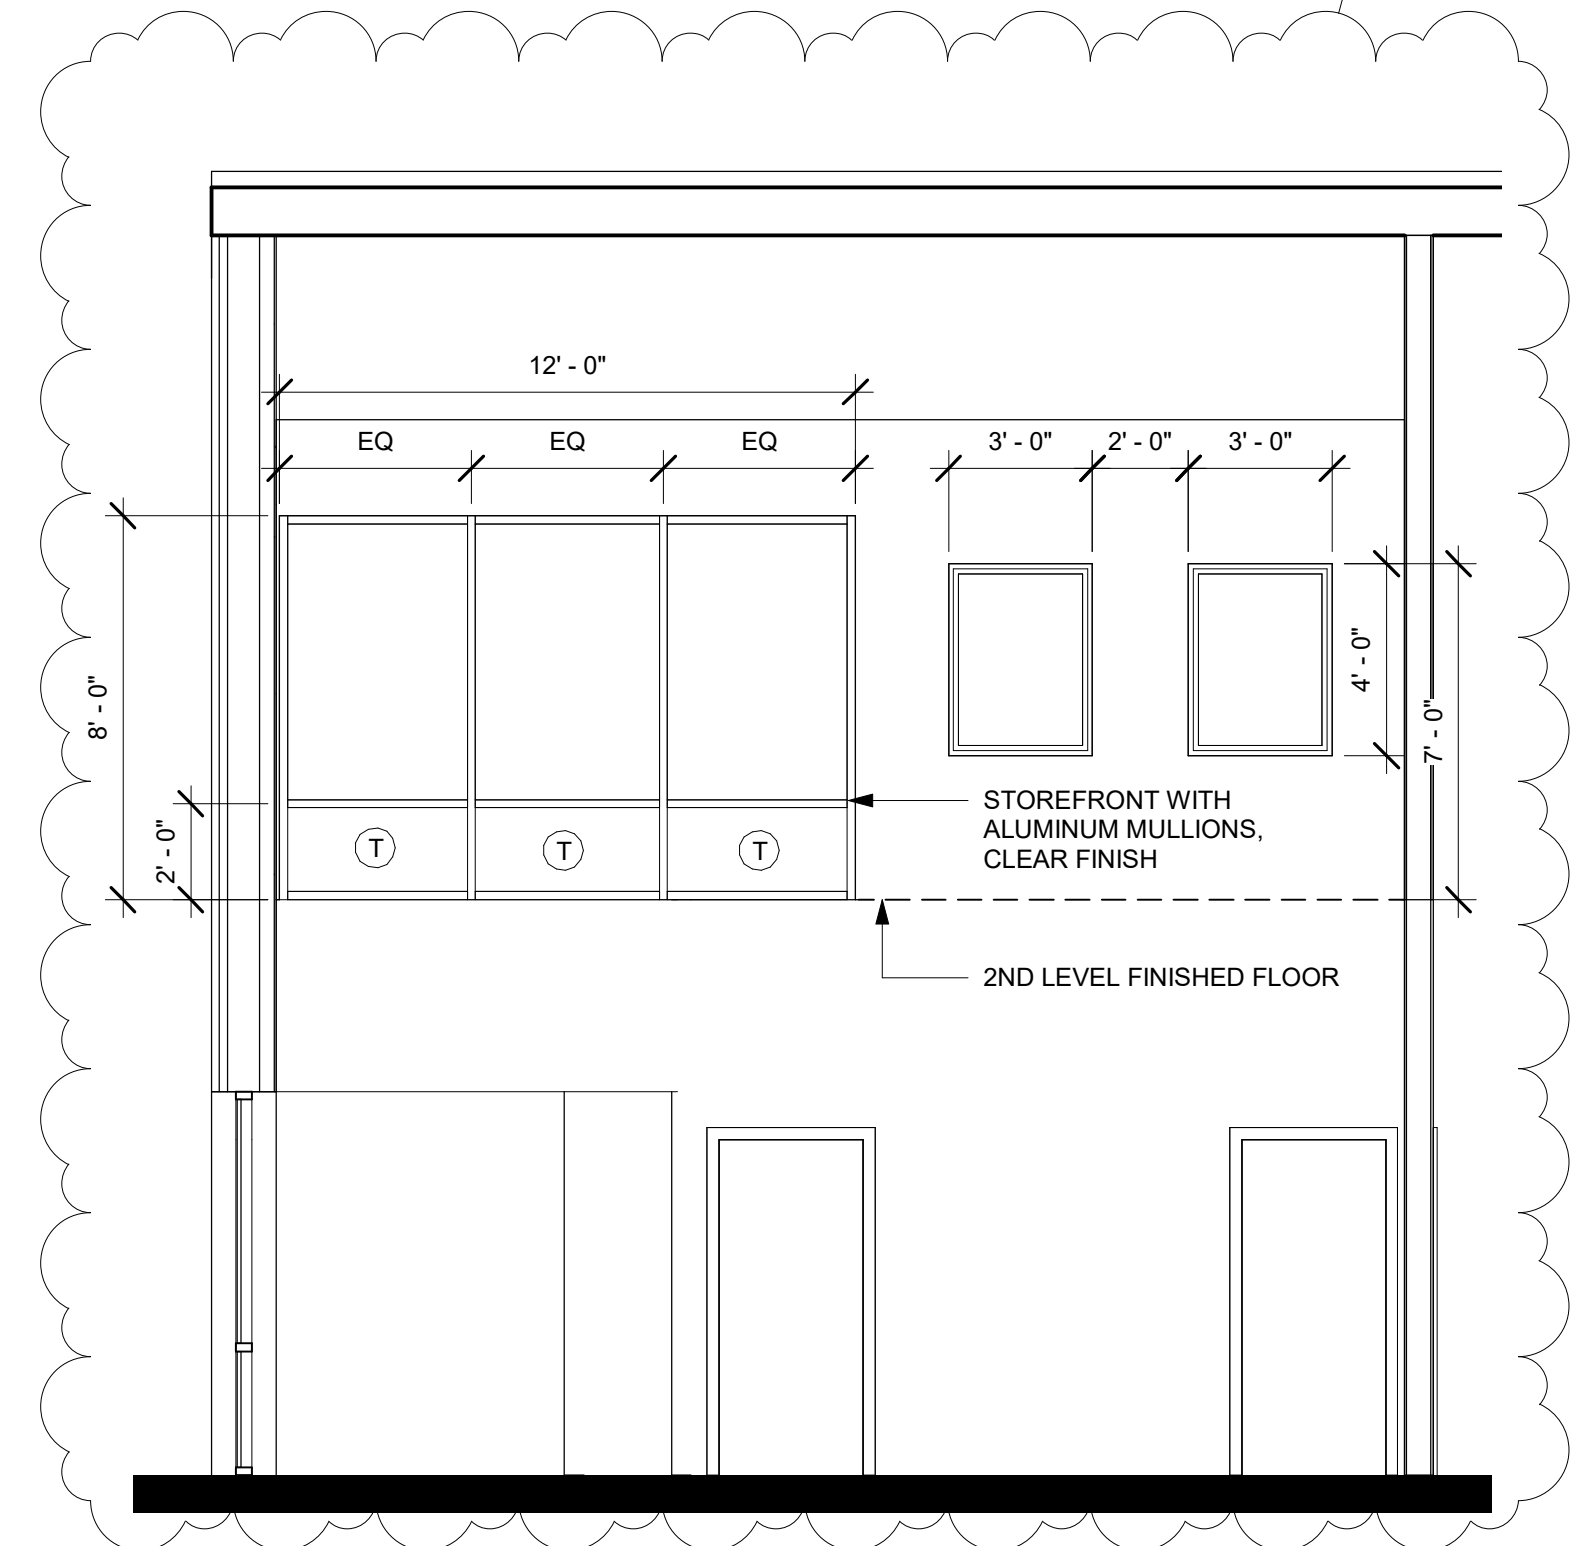 12' - 0"
EQ EQ EQ 3' - 0" 2' - 0" 3' - 0"
8' - 0"
2' - 0"
4' - 0"
7' - 0"
STOREFRONT WITH
ALUMINUM MULLIONS,
CLEAR FINISH
T T T
2ND LEVEL FINISHED FLOOR